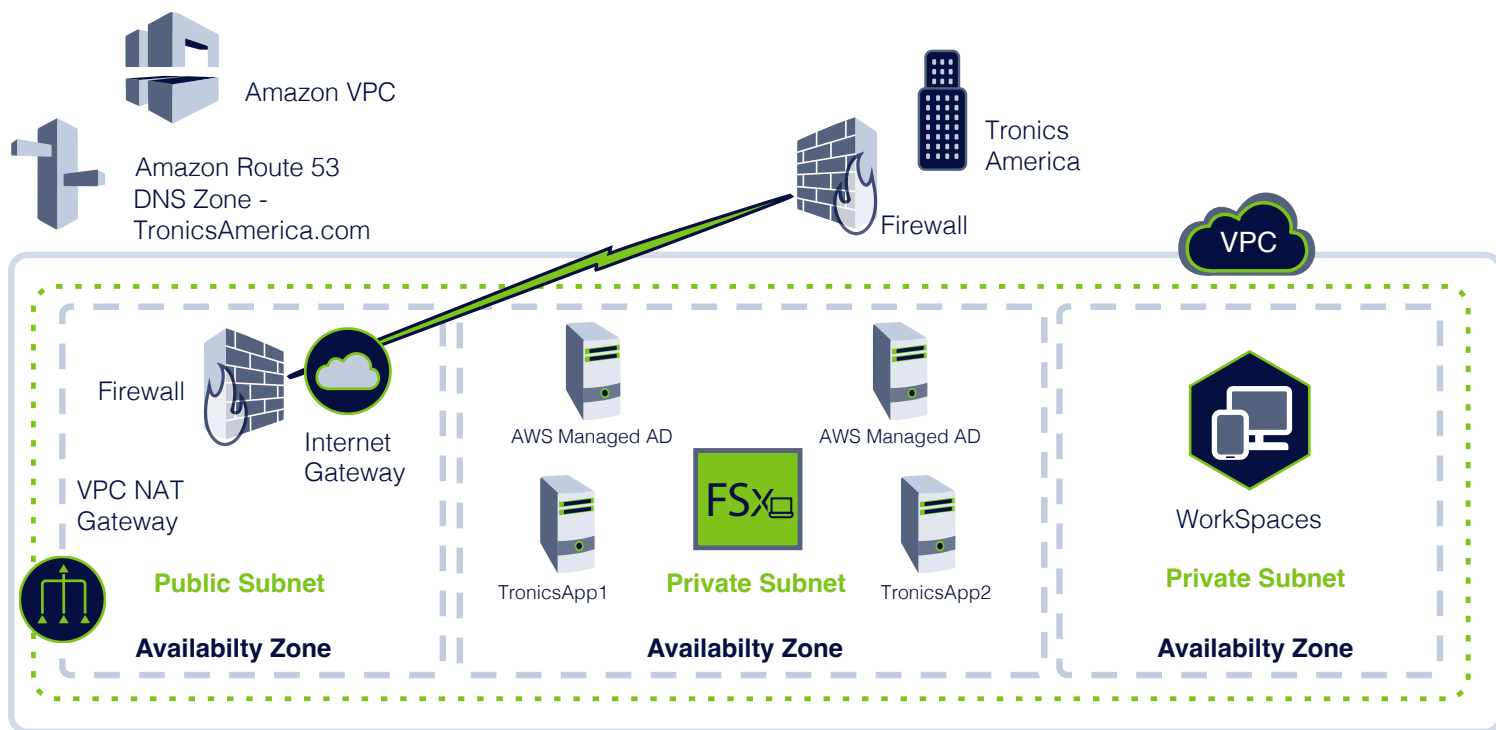 Amazon VPC
Amazon Route 53
DNS Zone -
TronicsAmerica.com
Tronics
America
Firewall
VPC
Firewall
Internet
Gateway
VPC NAT
Gateway
Public Subnet
Availabilty Zone
AWS Managed AD
AWS Managed AD
FSx
TronicsApp1
Private Subnet
TronicsApp2
Availabilty Zone
WorkSpaces
Private Subnet
Availabilty Zone